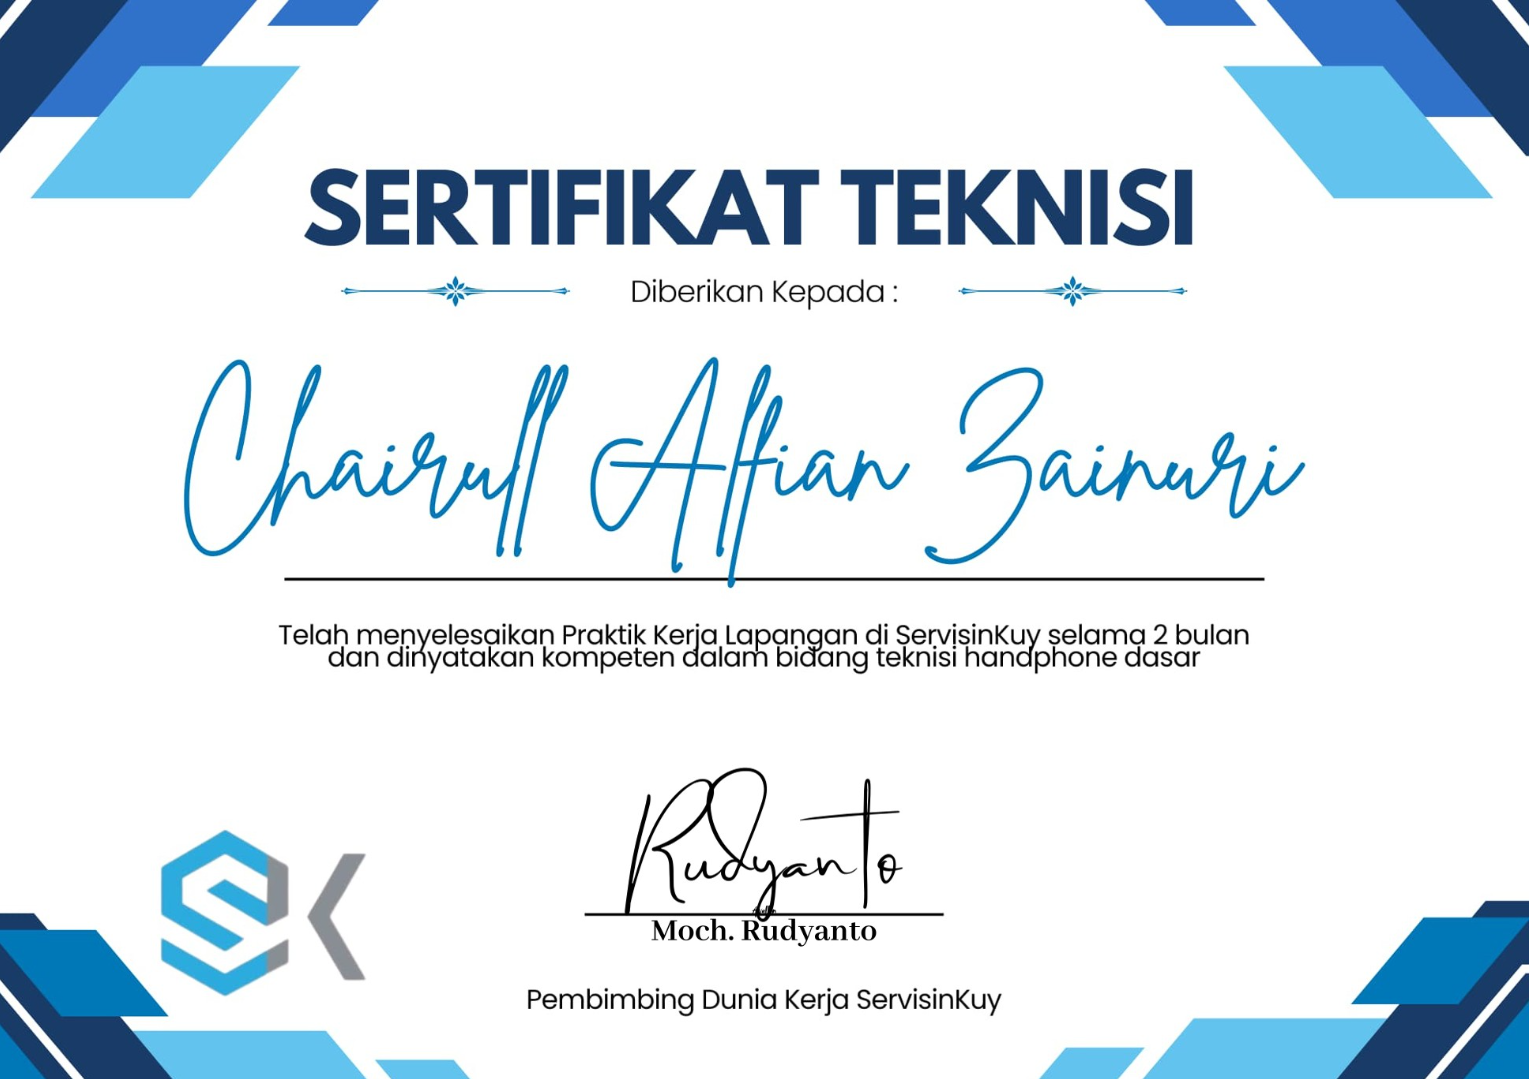 SERTIFIKAT TEKNISI
Diberikan Kepada :
Chairull Alfian Zainuri
Telah menyelesaikan Praktik Kerja Lapangan di ServisinKuy selama 2 bulan
dan dinyatakan kompeten dalam bidang teknisi handphone dasar
SK
Rudyanto
Moch. Rudyanto
Pembimbing Dunia Kerja ServisinKuy